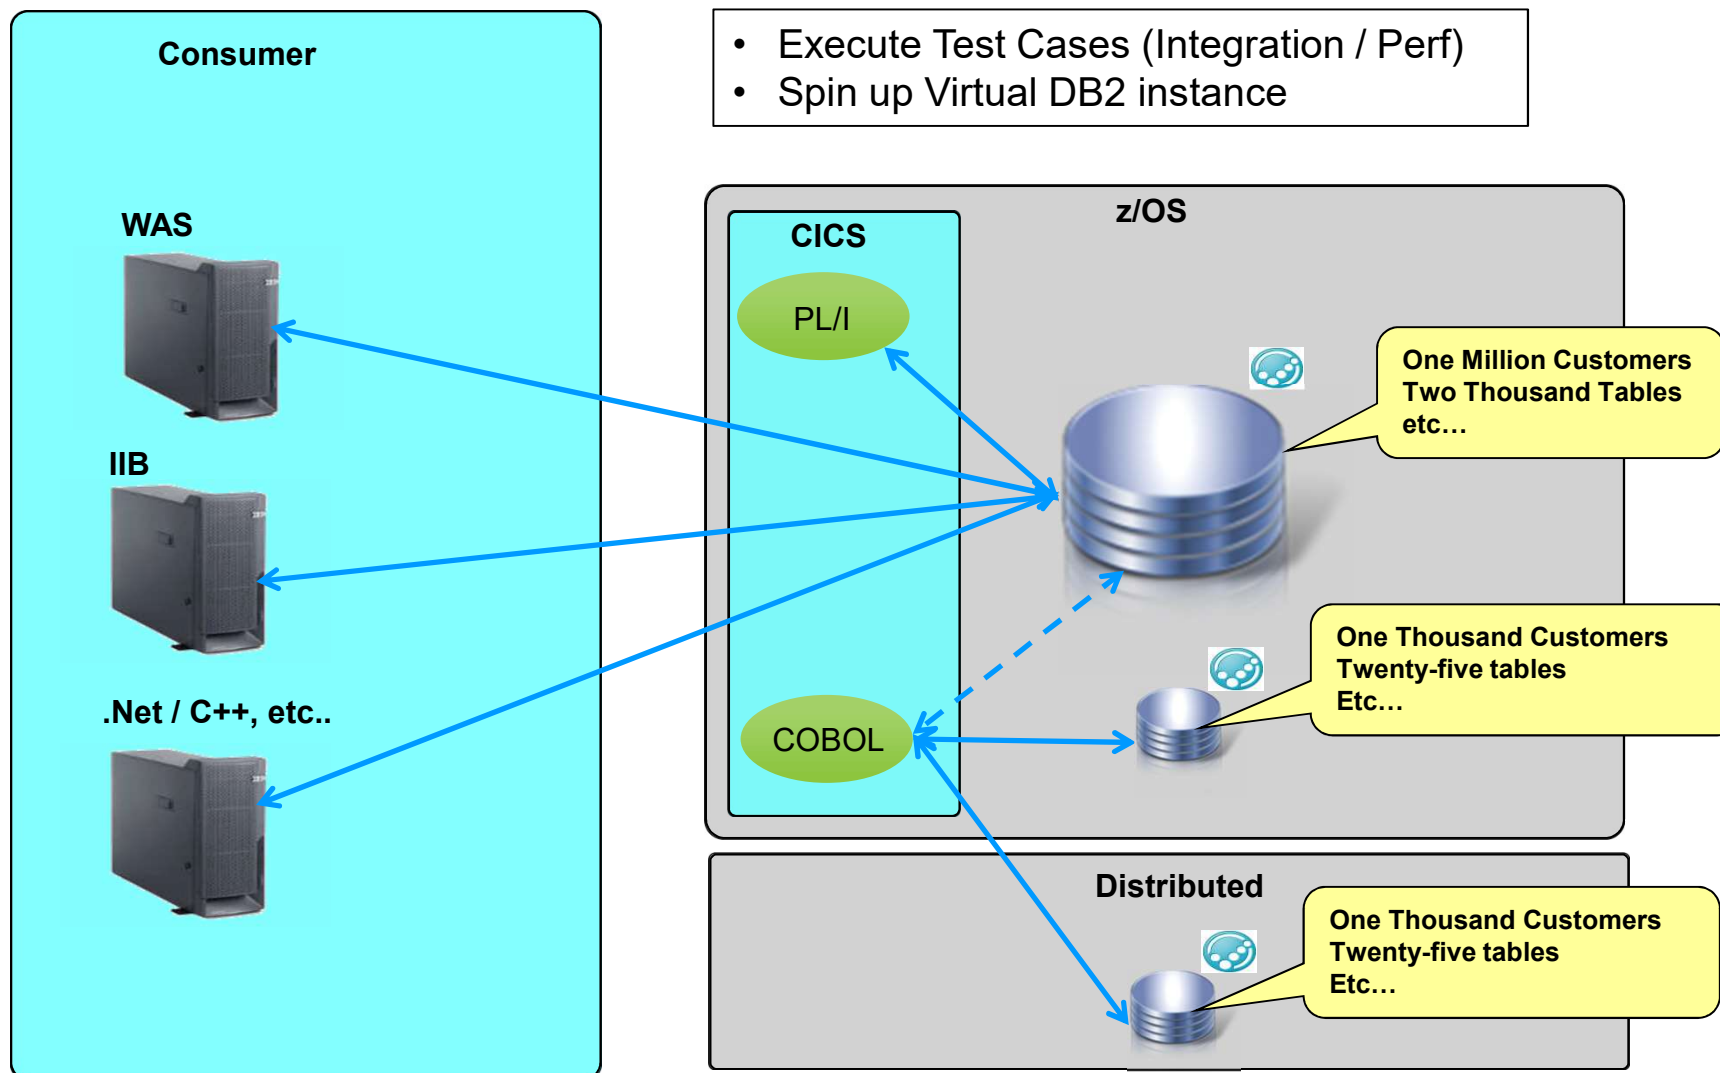 Consumer
• Execute Test Cases (Integration / Perf)
• Spin up Virtual DB2 instance
WAS
IIB
.Net / C++, etc..
z/OS
CICS
PL/I
COBOL
One Million Customers
Two Thousand Tables
etc…
One Thousand Customers
Twenty-five tables
Etc…
Distributed
One Thousand Customers
Twenty-five tables
Etc…